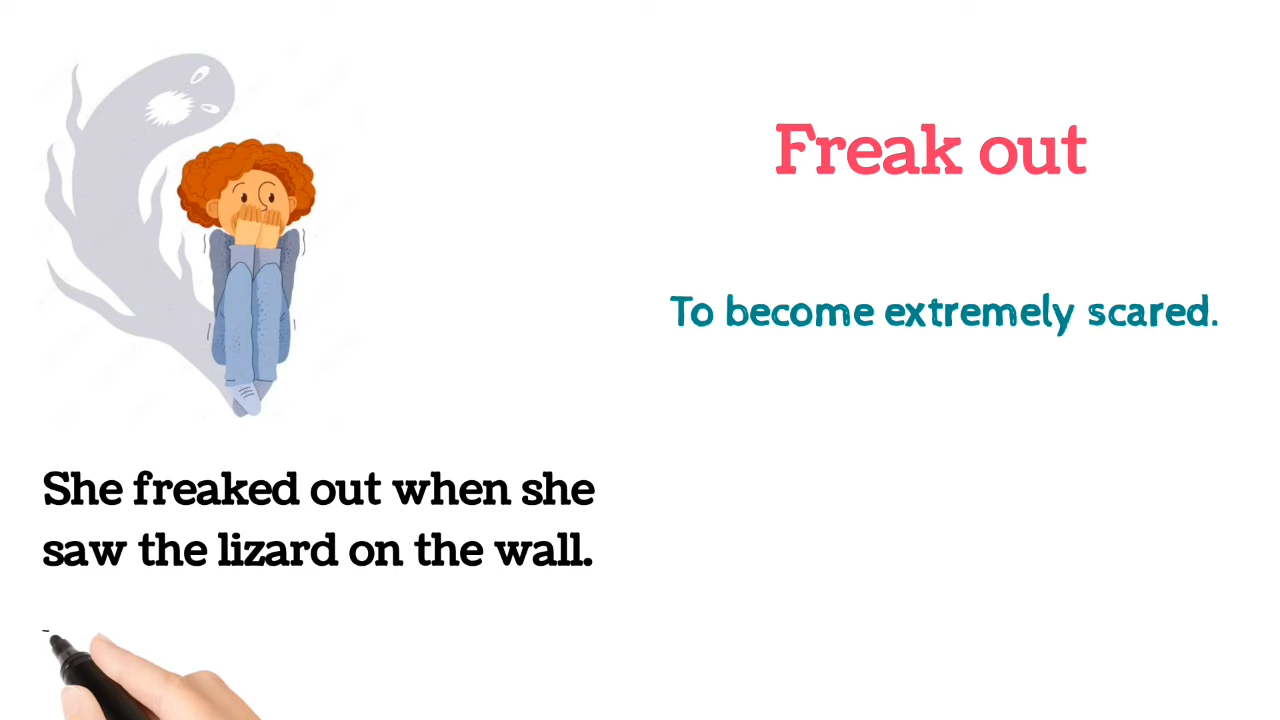 Freak out
To become extremely scared.
She freaked out when she
saw the lizard on the wall.